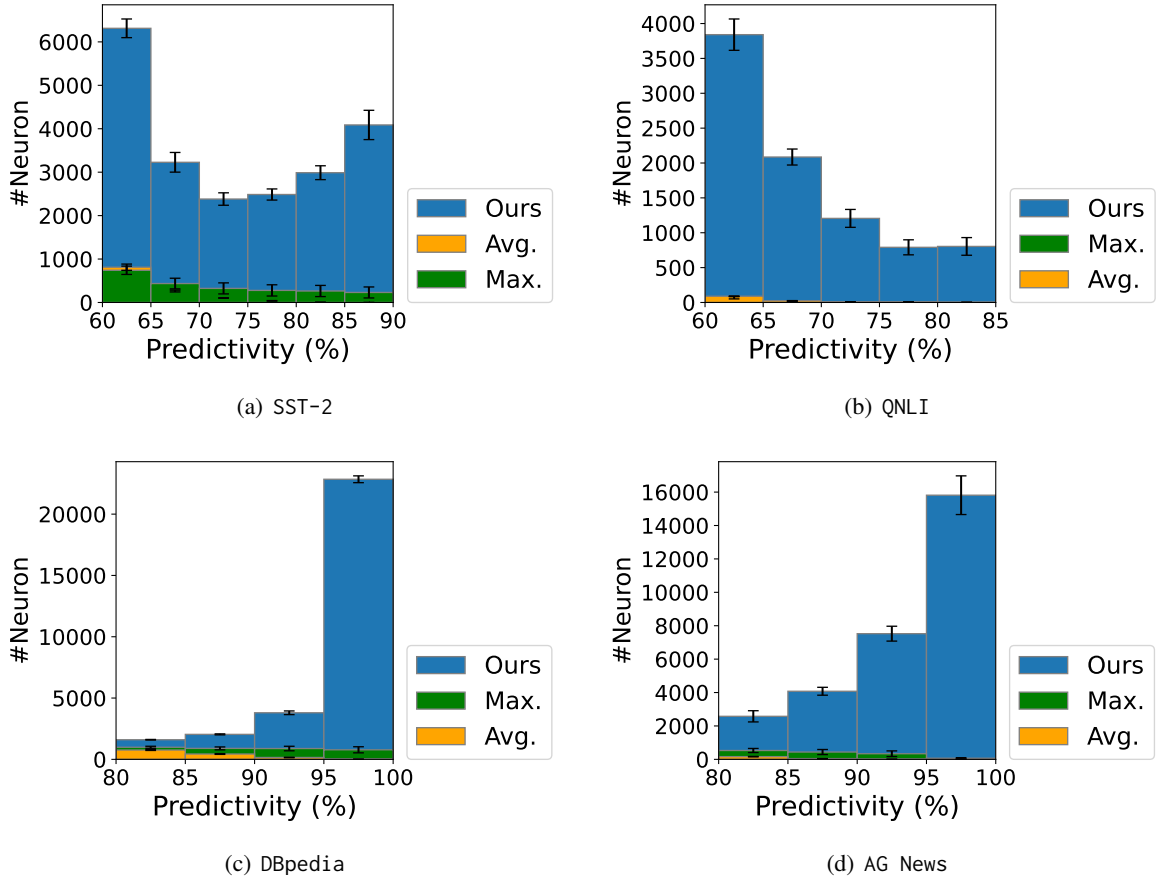 6000
5000
4000
3000
2000
1000
0
#Neuron
60 65 70 75 80 85 90
Predictivity (%)
Ours
Avg.
Max.
(a) SST-2
4000
3500
3000
2500
2000
1500
1000
500
0
#Neuron
60 65 70 75 80 85
Predictivity (%)
Ours
Max.
Avg.
(b) QNLI
20000
15000
10000
5000
0
#Neuron
80 85 90 95 100
Predictivity (%)
Ours
Max.
Avg.
(c) DBpedia
16000
14000
12000
10000
8000
6000
4000
2000
0
#Neuron
80 85 90 95 100
Predictivity (%)
Ours
Max.
Avg.
(d) AG News